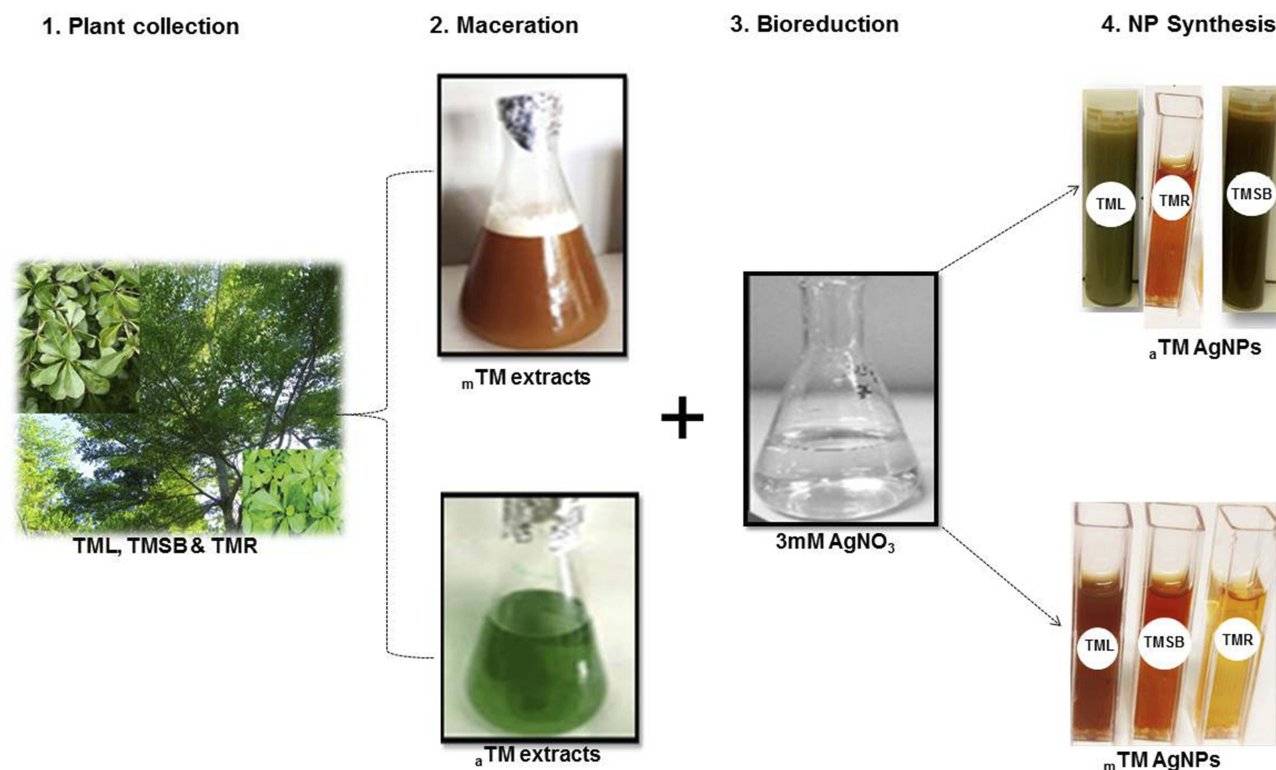 1. Plant collection
2. Maceration
3. Bioreduction
4. NP Synthesis
TML
TMR
TMSB
ₐTM AgNPs
ₘTM extracts
3mM AgNO₃
TML, TMSB & TMR
ₐTM extracts
TML
TMSB
TMR
ₘTM AgNPs